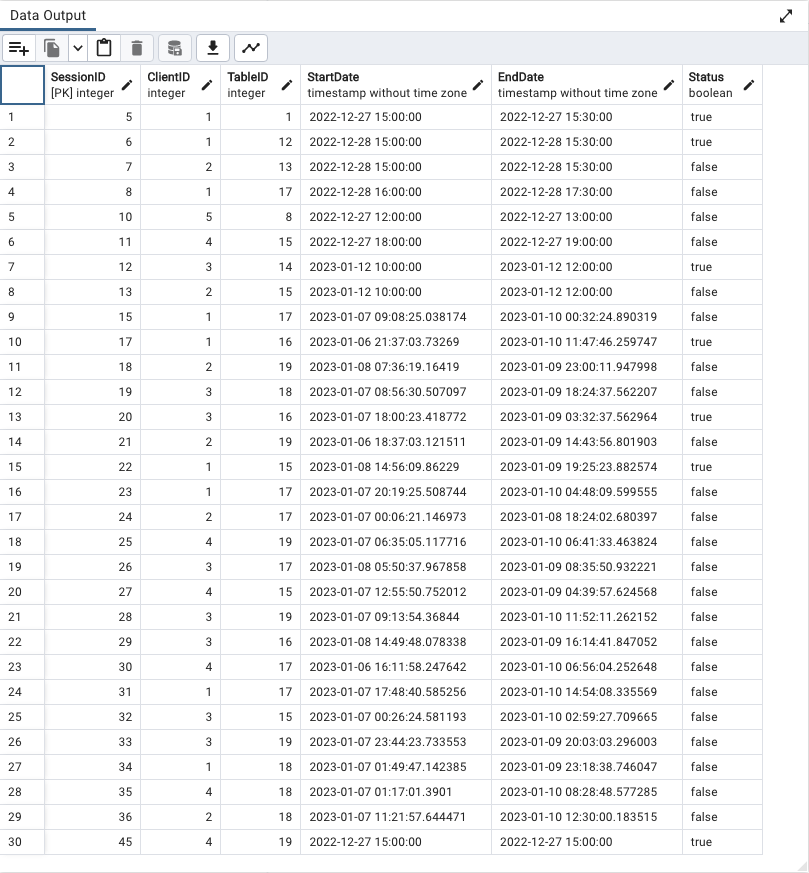 Data Output
SessionID ClientID TableID StartDate EndDate Status
[PK] integer integer integer timestamp without time zone timestamp without time zone boolean
1 5 1 1 2022-12-27 15:00:00 2022-12-27 15:30:00 true
2 6 1 12 2022-12-28 15:00:00 2022-12-28 15:30:00 true
3 7 2 13 2022-12-28 15:00:00 2022-12-28 15:30:00 false
4 8 1 17 2022-12-28 16:00:00 2022-12-28 17:30:00 false
5 10 5 8 2022-12-27 12:00:00 2022-12-27 13:00:00 false
6 11 4 15 2022-12-27 18:00:00 2022-12-27 19:00:00 false
7 12 3 14 2023-01-12 10:00:00 2023-01-12 12:00:00 true
8 13 2 15 2023-01-12 10:00:00 2023-01-12 12:00:00 false
9 15 1 17 2023-01-07 09:08:25.038174 2023-01-10 00:32:24.890319 false
10 17 1 16 2023-01-06 21:37:03.73269 2023-01-10 11:47:46.259747 true
11 18 2 19 2023-01-08 07:36:19.16419 2023-01-09 23:00:11.947998 false
12 19 3 18 2023-01-07 08:56:30.507097 2023-01-09 18:24:37.562207 false
13 20 3 16 2023-01-07 18:00:23.418772 2023-01-09 03:32:37.562964 true
14 21 2 19 2023-01-06 18:37:03.121511 2023-01-09 14:43:56.801903 false
15 22 1 15 2023-01-08 14:56:09.86229 2023-01-09 19:25:23.882574 true
16 23 1 17 2023-01-07 20:19:25.508744 2023-01-10 04:48:09.599555 false
17 24 2 17 2023-01-07 00:06:21.146973 2023-01-08 18:24:02.680397 false
18 25 4 19 2023-01-07 06:35:05.117716 2023-01-10 06:41:33.463824 false
19 26 3 17 2023-01-08 05:50:37.967858 2023-01-09 08:35:50.932221 false
20 27 4 15 2023-01-07 12:55:50.752012 2023-01-09 04:39:57.624568 false
21 28 3 19 2023-01-07 09:13:54.36844 2023-01-10 11:52:11.262152 false
22 29 3 16 2023-01-08 14:49:48.078338 2023-01-09 16:14:41.847052 false
23 30 4 17 2023-01-06 16:11:58.247642 2023-01-10 06:56:04.252648 false
24 31 1 17 2023-01-07 17:48:40.585256 2023-01-10 14:54:08.335569 false
25 32 3 15 2023-01-07 00:26:24.581193 2023-01-10 02:59:27.709665 false
26 33 3 19 2023-01-07 23:44:23.733553 2023-01-09 20:03:03.296003 false
27 34 1 18 2023-01-07 01:49:47.142385 2023-01-09 23:18:38.746047 false
28 35 4 18 2023-01-07 01:17:01.3901 2023-01-10 08:28:48.577285 false
29 36 2 18 2023-01-07 11:21:57.644471 2023-01-10 12:30:00.183515 false
30 45 4 19 2022-12-27 15:00:00 2022-12-27 15:00:00 true